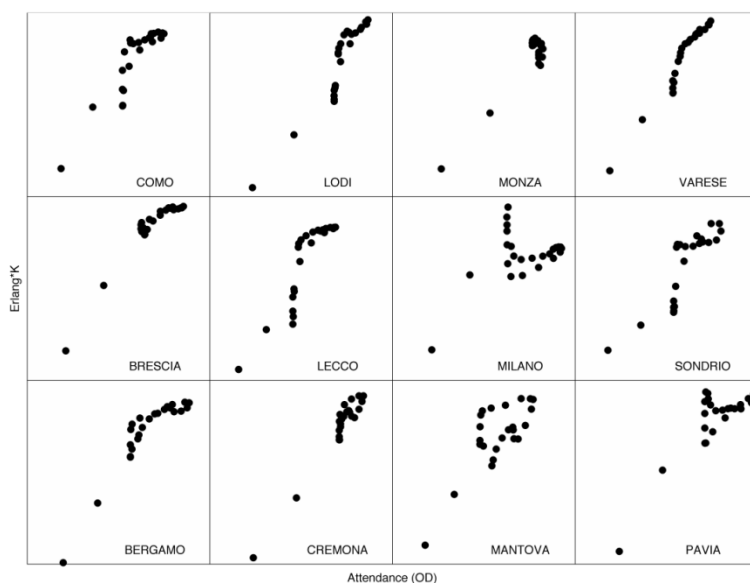 COMO
LODI
MONZA
VARESE
Erlang*K
BRESCIA
LECCO
MILANO
SONDRIO
BERGAMO
CREMONA
MANTOVA
PAVIA
Attendance (OD)